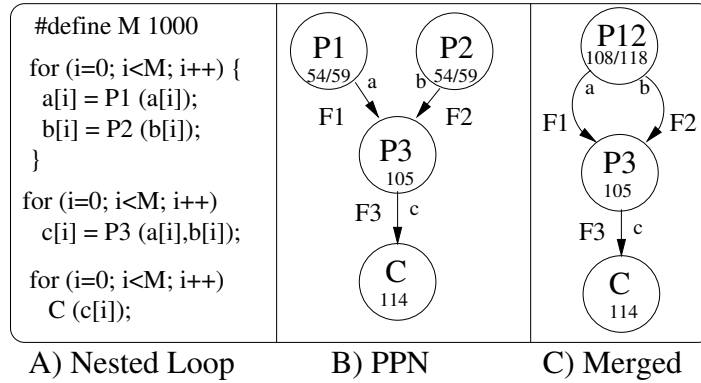 #define M 1000
for (i=0; i<M; i++) {
a[i] = P1 (a[i]);
b[i] = P2 (b[i]);
}
for (i=0; i<M; i++)
c[i] = P3 (a[i],b[i]);
for (i=0; i<M; i++)
C (c[i]);
A) Nested Loop
P1
54/59
P2
54/59
a
b
F1
F2
P3
105
F3
c
C
114
B) PPN
P12
108/118
a
b
F1
F2
P3
105
F3
c
C
114
C) Merged